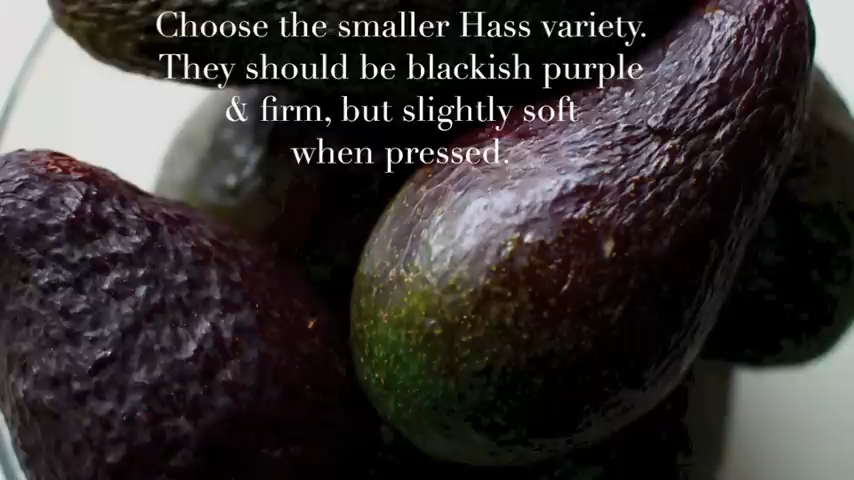 Choose the smaller Hass variety.
They should be blackish purple
& firm, but slightly soft
when pressed.